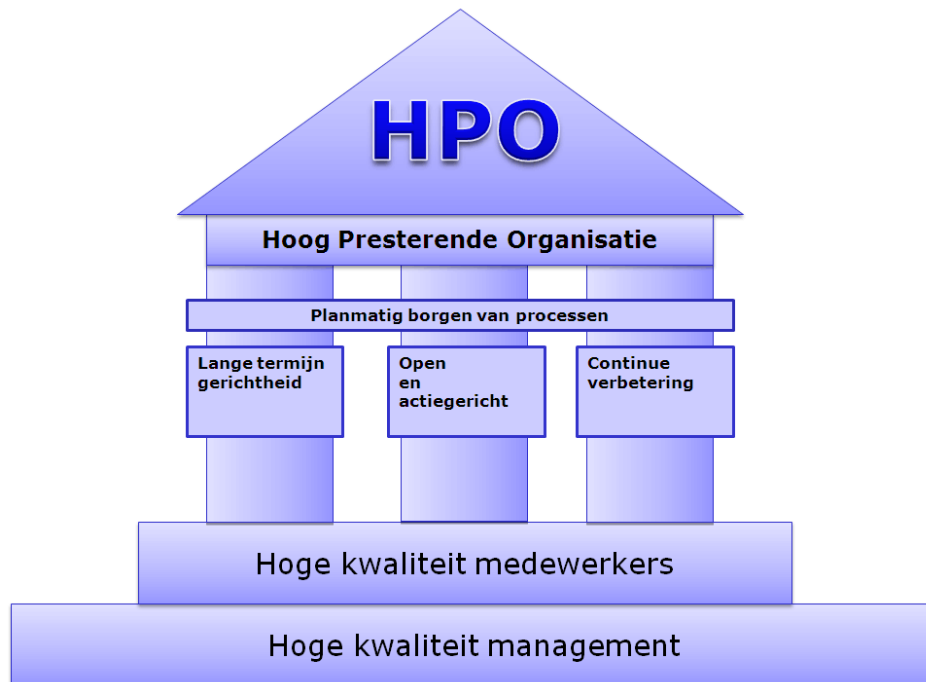 HPO
Hoog Presterende Organisatie
Planmatig borgen van processen
Lange termijn
gerichtheid
Open
en
actiegericht
Continue
verbetering
Hoge kwaliteit medewerkers
Hoge kwaliteit management